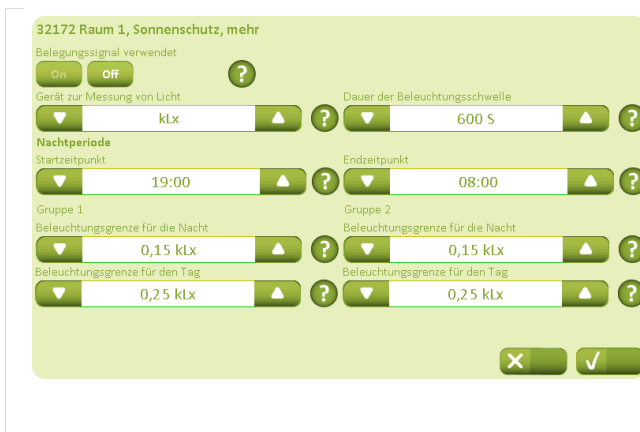 32172 Raum 1, Sonnenschutz, mehr
Belegungssignal verwendet
On Off ?
Gerät zur Messung von Licht Dauer der Beleuchtungsschwelle
kLx ? 600 S ?
Nachtperiode
Startzeitpunkt Endzeitpunkt
19:00 ? 08:00 ?
Gruppe 1 Gruppe 2
Beleuchtungsgrenze für die Nacht Beleuchtungsgrenze für die Nacht
0,15 kLx ? 0,15 kLx ?
Beleuchtungsgrenze für den Tag Beleuchtungsgrenze für den Tag
0,25 kLx ? 0,25 kLx ?